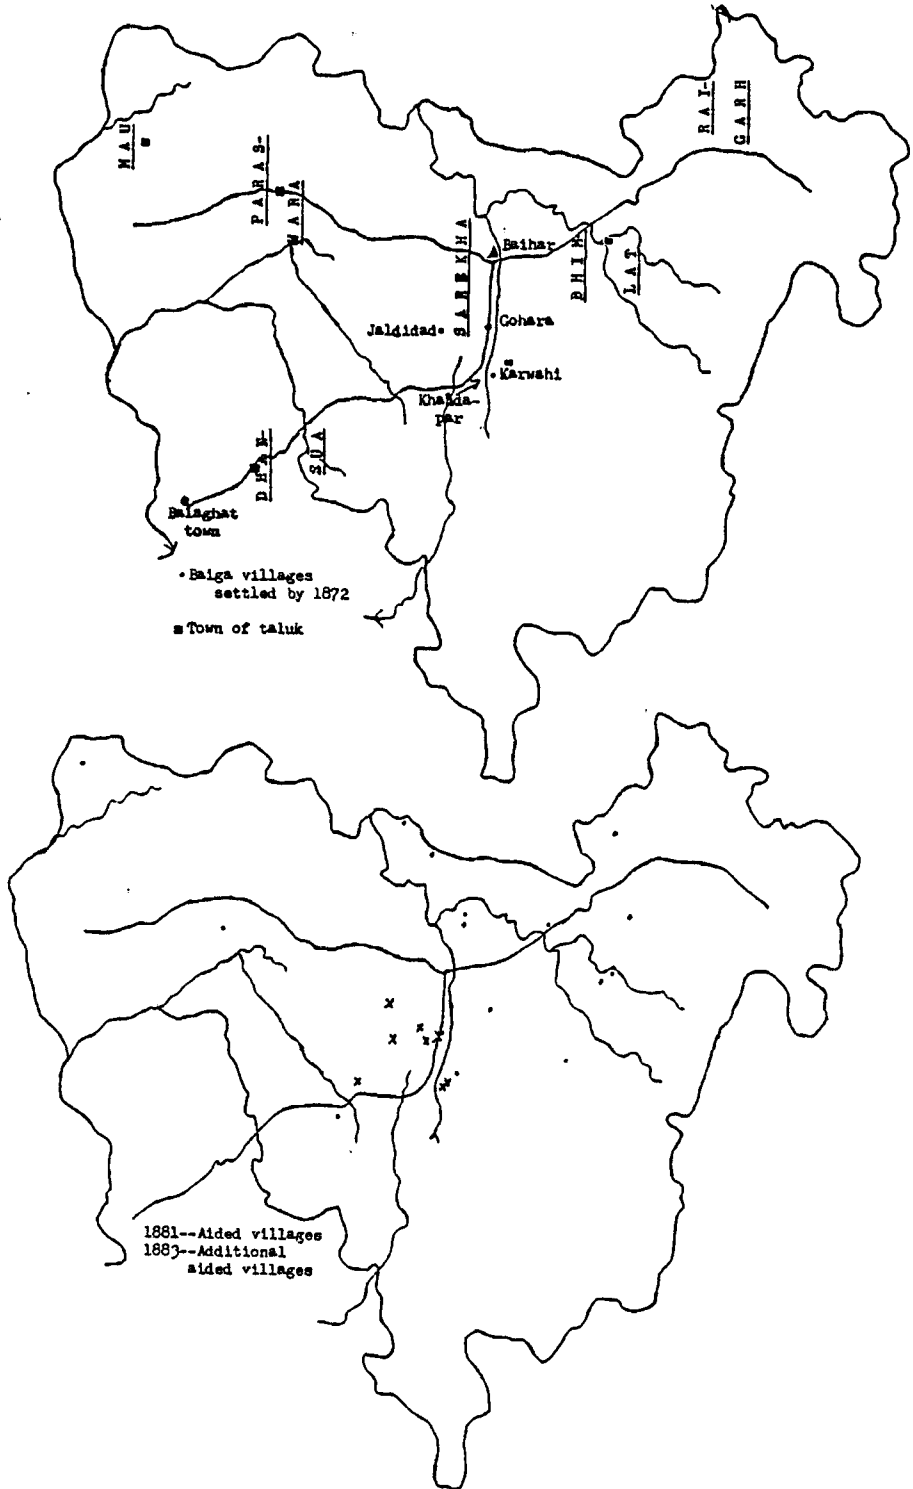 MAU
PARAS-
WARA
SAREKHA
Baihar
BHIM-
LAT
RAI-
GARH
Jaldidad
Gohara
Karwahi
Khanda-
par
DHAN-
SUA
Balaghat
town
• Baiga villages
settled by 1872
Town of taluk
1881--Aided villages
1883--Additional
aided villages